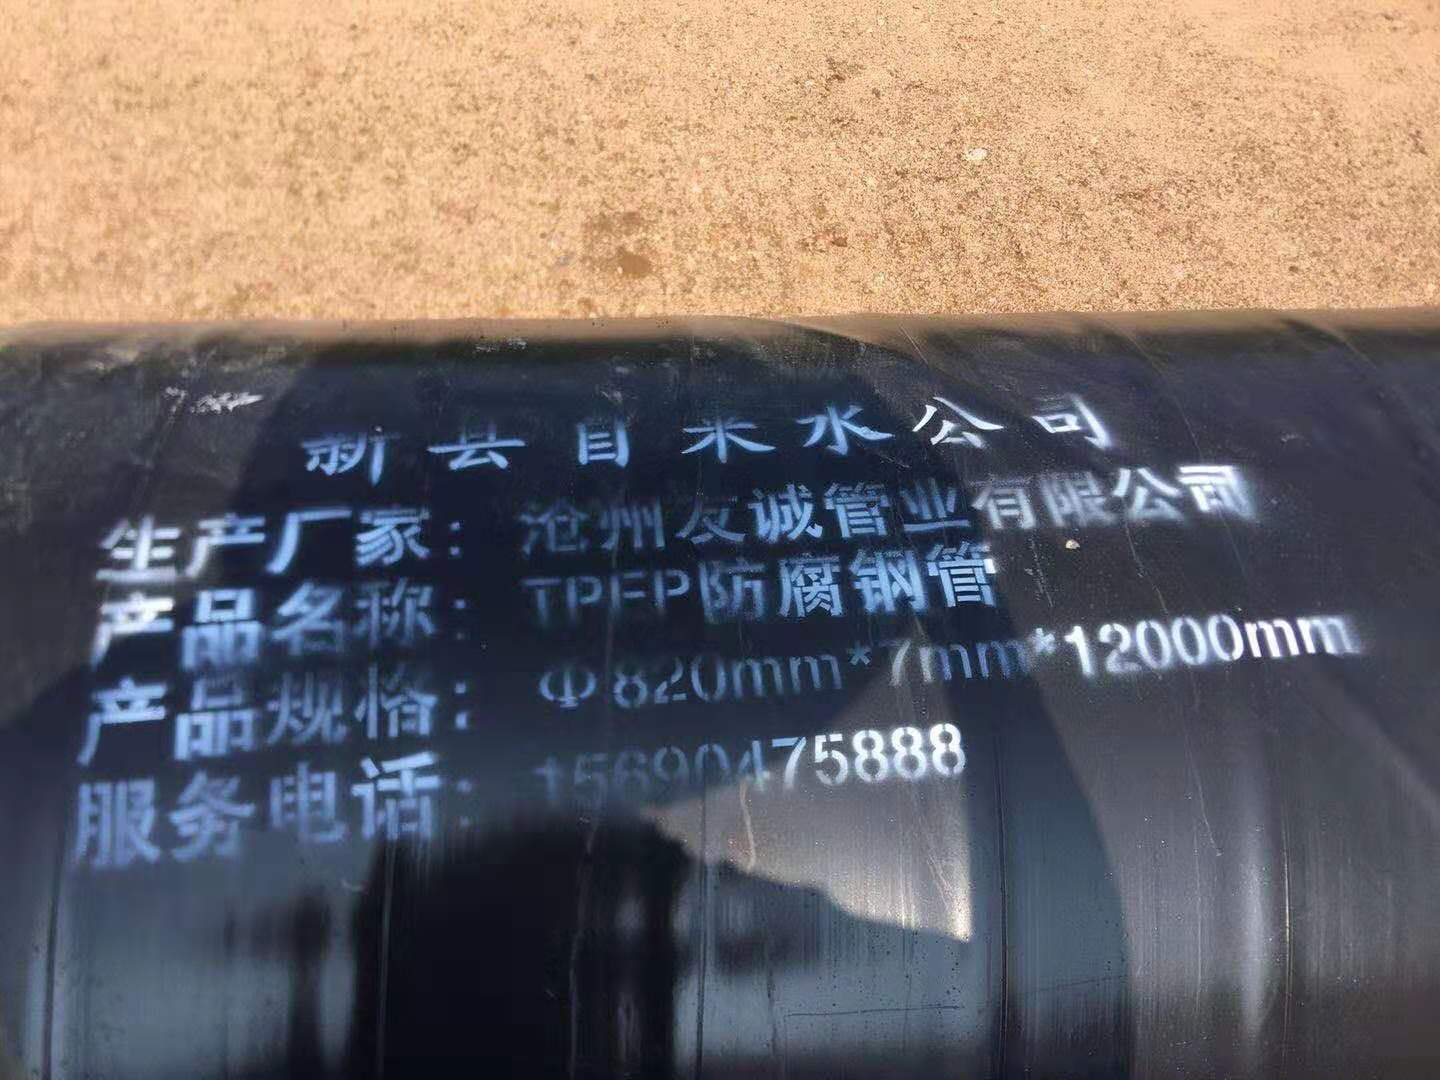 新县自来水公司
生产厂家：沧州友诚管业有限公司
产品名称：TPEP防腐钢管
产品规格：Φ820mm*7mm*12000mm
服务电话：15690475888